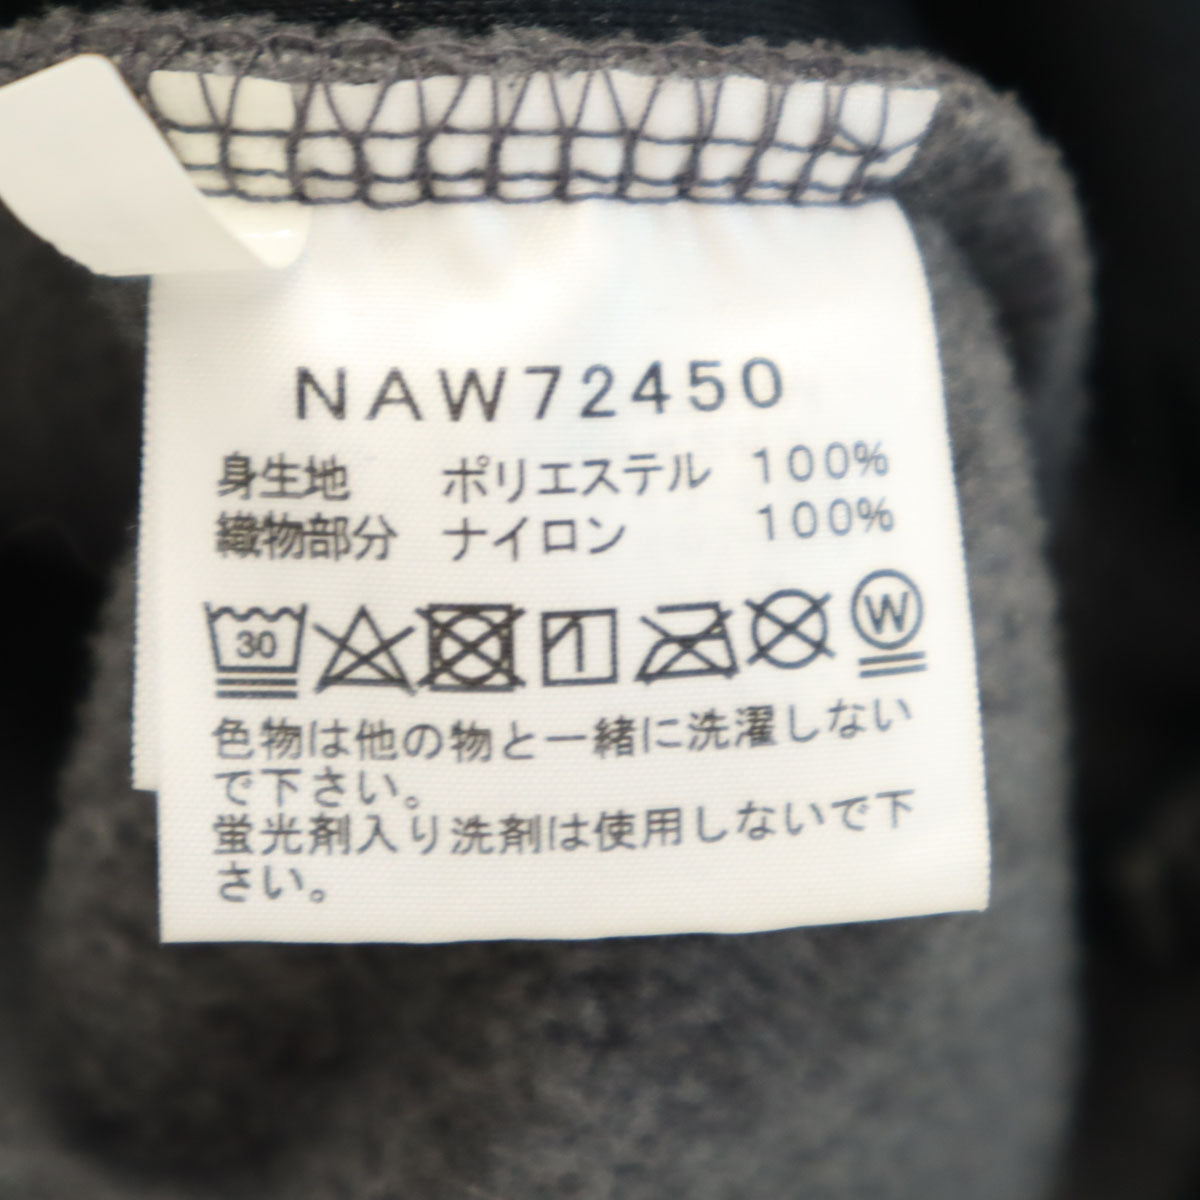 NAW72450
身生地 ポリエステル 100%
織物部分 ナイロン 100%
30 W
色物は他の物と一緒に洗濯しない
で下さい。
蛍光剤入り洗剤は使用しないで下
さい。